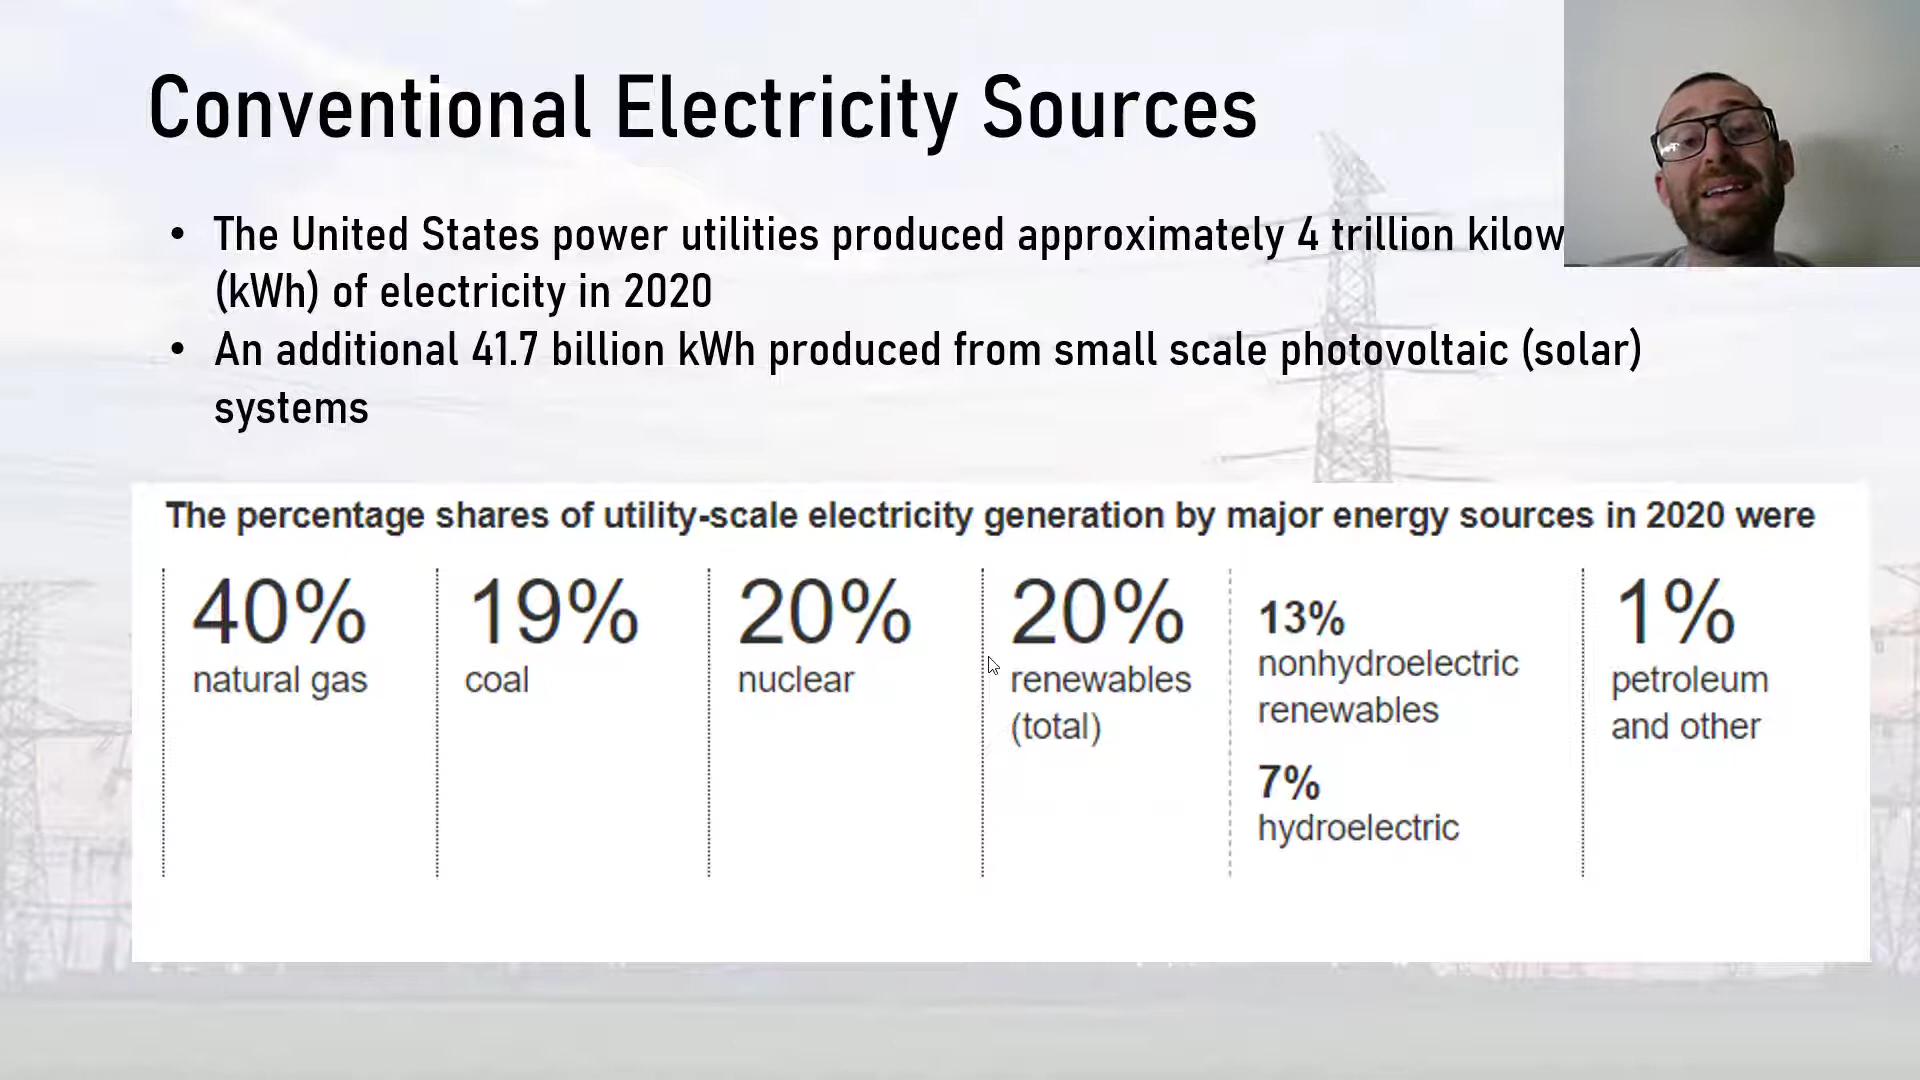 Conventional Electricity Sources
• The United States power utilities produced approximately 4 trillion
(kWh) of electricity in 2020
• An additional 41.7 billion kWh produced from small scale photovoltaic (solar)
systems
The percentage shares of utility-scale electricity generation by major energy sources in 2020 were
40%
natural gas
19%
coal
20%
nuclear
20%
renewables
(total)
13%
nonhydroelectric
renewables
7%
hydroelectric
1%
petroleum
and other